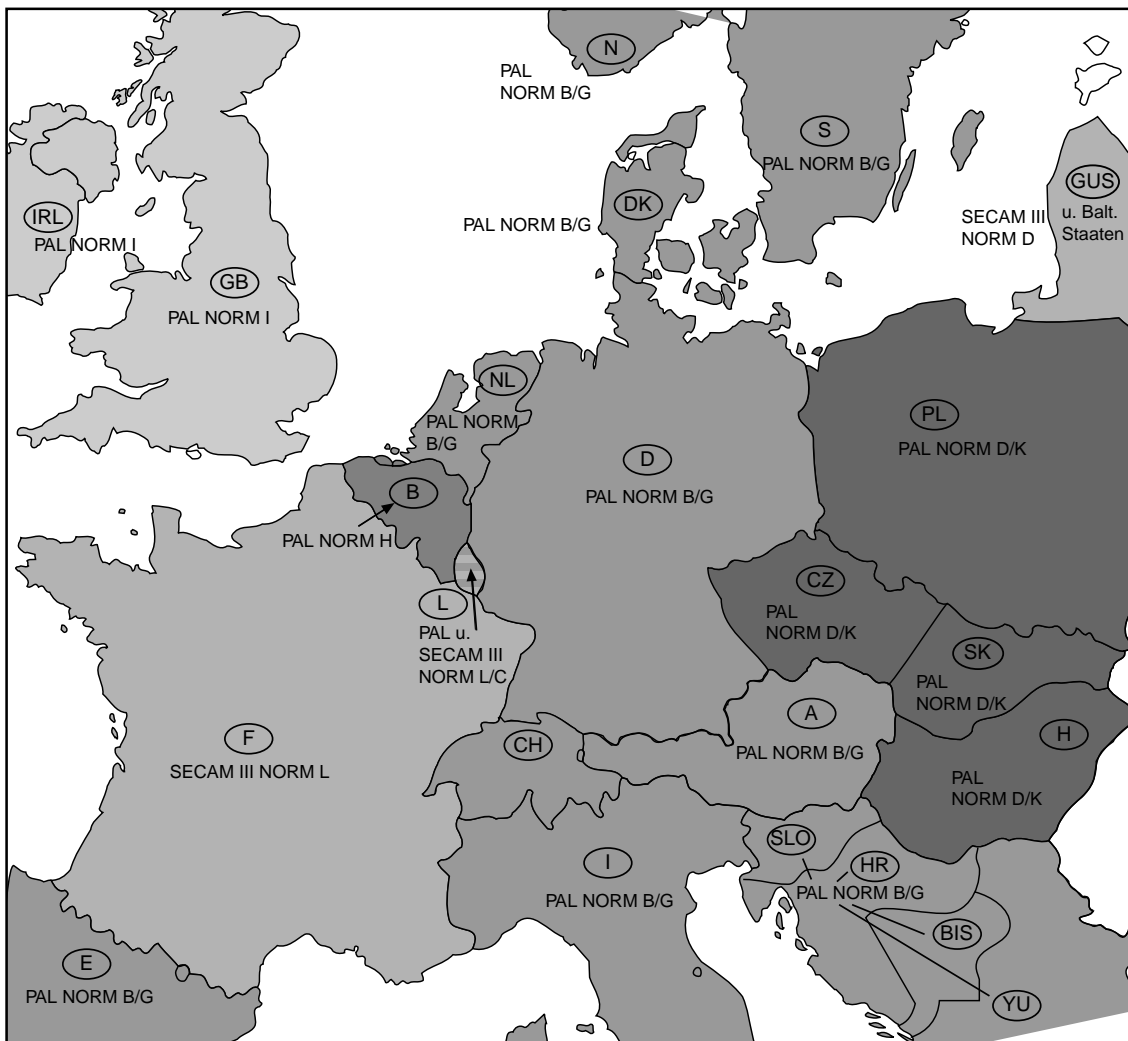 N
PAL
NORM B/G
S
PAL NORM B/G
GUS
u. Balt.
Staaten
SECAM III
NORM D
IRL
PAL NORM I
DK
PAL NORM B/G
GB
PAL NORM I
NL
PAL NORM
B/G
PL
PAL NORM D/K
B
PAL NORM H
D
PAL NORM B/G
CZ
PAL
NORM D/K
L
PAL u.
SECAM III
NORM L/C
SK
PAL
NORM D/K
A
PAL NORM B/G
F
SECAM III NORM L
CH
H
PAL
NORM D/K
SLO
I
PAL NORM B/G
HR
PAL NORM B/G
BIS
E
PAL NORM B/G
YU